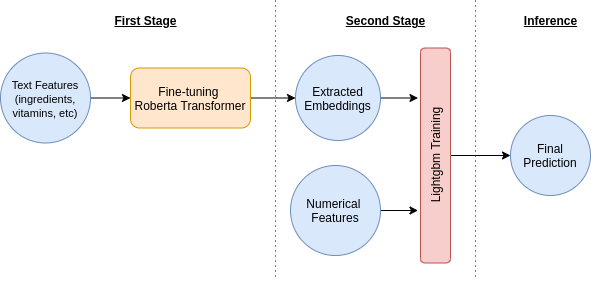 First Stage
Second Stage
Inference
Text Features
(ingredients,
vitamins, etc)
Fine-tuning
Roberta Transformer
Extracted
Embeddings
Numerical
Features
Lightgbm Training
Final
Prediction